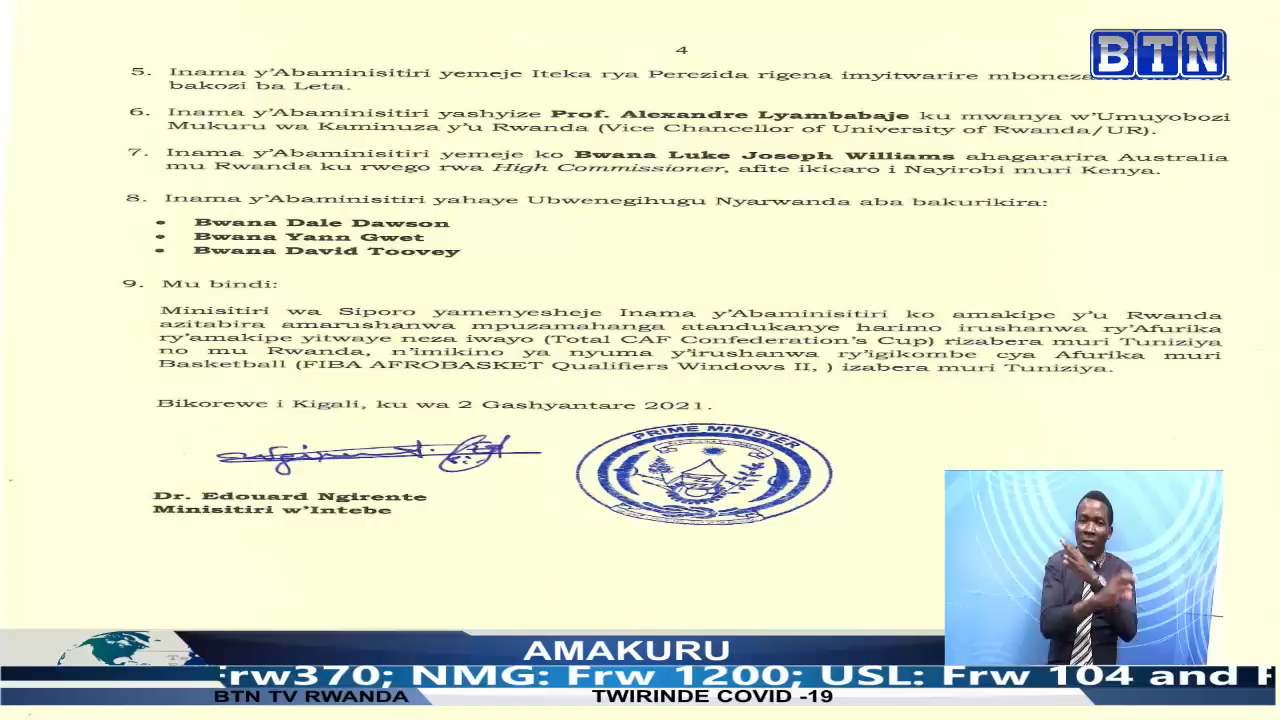 4
BTN
5. Inama y'Abaminisitiri yemeje Iteka rya Perezida rigena imyitwarire
bakozi ba Leta.
6. Inama y'Abaminisitiri yashyize Prof. Alexandre Lyambabaje ku mwanya w'Umuyobozi
Mukuru wa Kaminuza y'u Rwanda (Vice Chancellor of University of Rwanda/UR).
7. Inama y'Abaminisitiri yemeje ko Bwana Luke Joseph Williams ahagararira Australia
mu Rwanda ku rwego rwa High Commissioner, afite ikicaro i Nayirobi muri Kenya.
8. Inama y'Abaminisitiri yahaye Ubwenegihugu Nyarwanda aba bakurikira:
• Bwana Dale Dawson
• Bwana Yann Gwet
• Bwana David Toovey
9. Mu bindi:
Minisitiri wa Siporo yamenyesheje Inama y'Abaminisitiri ko amakipe y'u Rwanda
azitabira amarushanwa mpuzamahanga atandukanye harimo irushanwa ry'Afurika
ry'amakipe yitwaye neza iwayo (Total CAF Confederation's Cup) rizabera muri Tuniziya
no mu Rwanda, n'imikino ya nyuma y'irushanwa ry'igikombe cya Afurika muri
Basketball (FIBA AFROBASKET Qualifiers Windows II, ) izabera muri Tuniziya.
Bikorewe i Kigali, ku wa 2 Gashyantare 2021.
PRIME MINISTER
Dr. Edouard Ngirente
Minisitiri w'Intebe
AMAKURU
Frw370; NMG: Frw 1200; USL: Frw 104 and
BTN TV RWANDA
TWIRINDE COVID -19